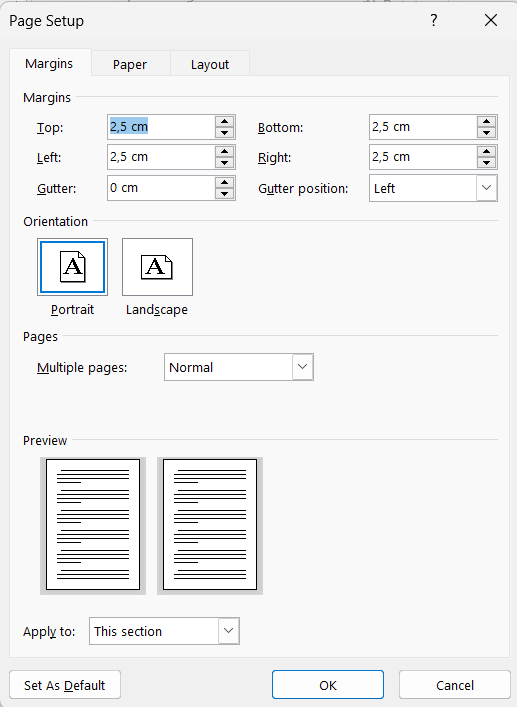 Page Setup ? ×
Margins Paper Layout
Margins
Top: 2,5 cm Bottom: 2,5 cm
Left: 2,5 cm Right: 2,5 cm
Gutter: 0 cm Gutter position: Left
Orientation
A A
Portrait Landscape
Pages
Multiple pages: Normal
Preview
Apply to: This section
Set As Default OK Cancel